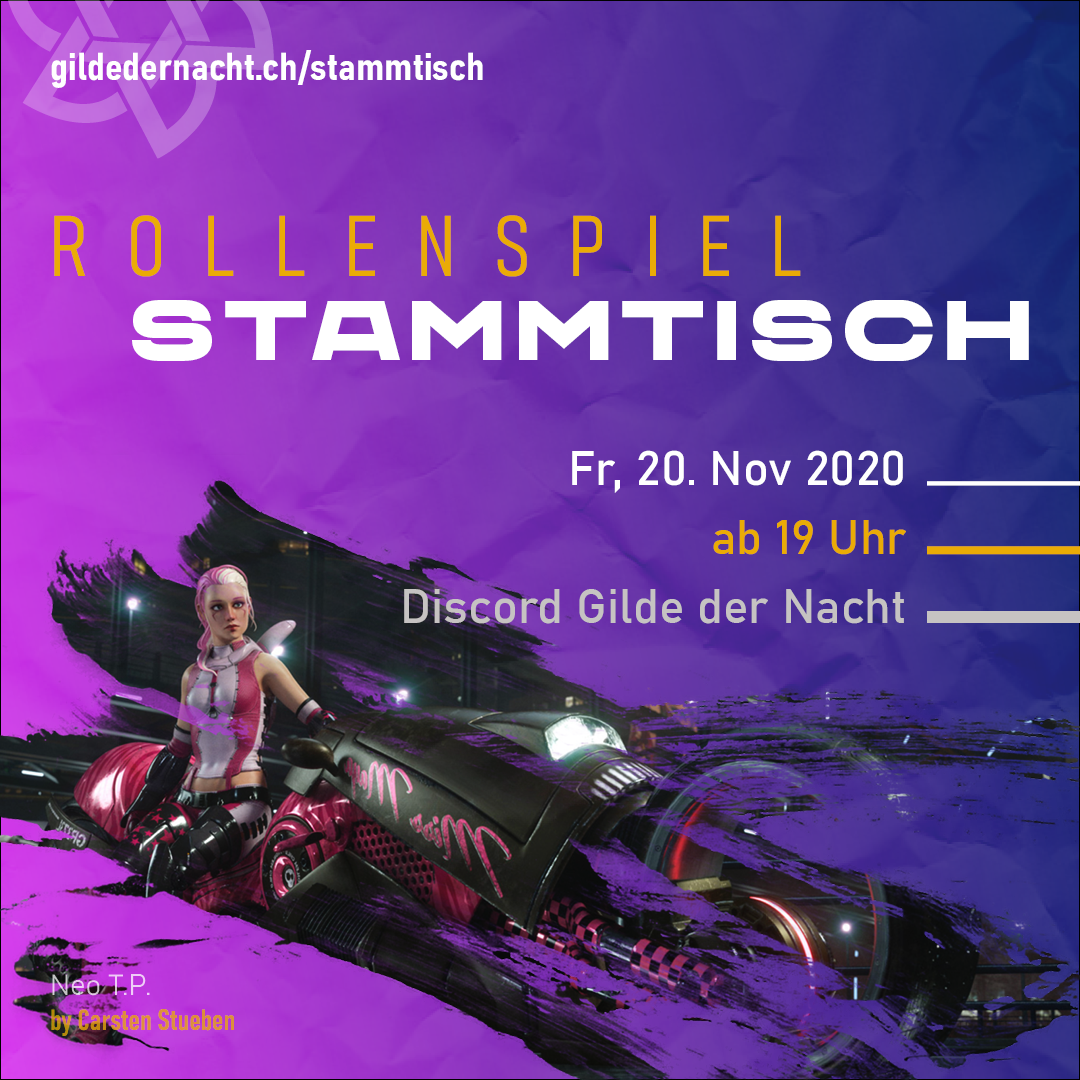 gildedernacht.ch/stammtisch
ROLLENSPIEL
STAMMTISCH
Fr, 20. Nov 2020
ab 19 Uhr
Discord Gilde der Nacht
Neo T.P.
by Carsten Stueben